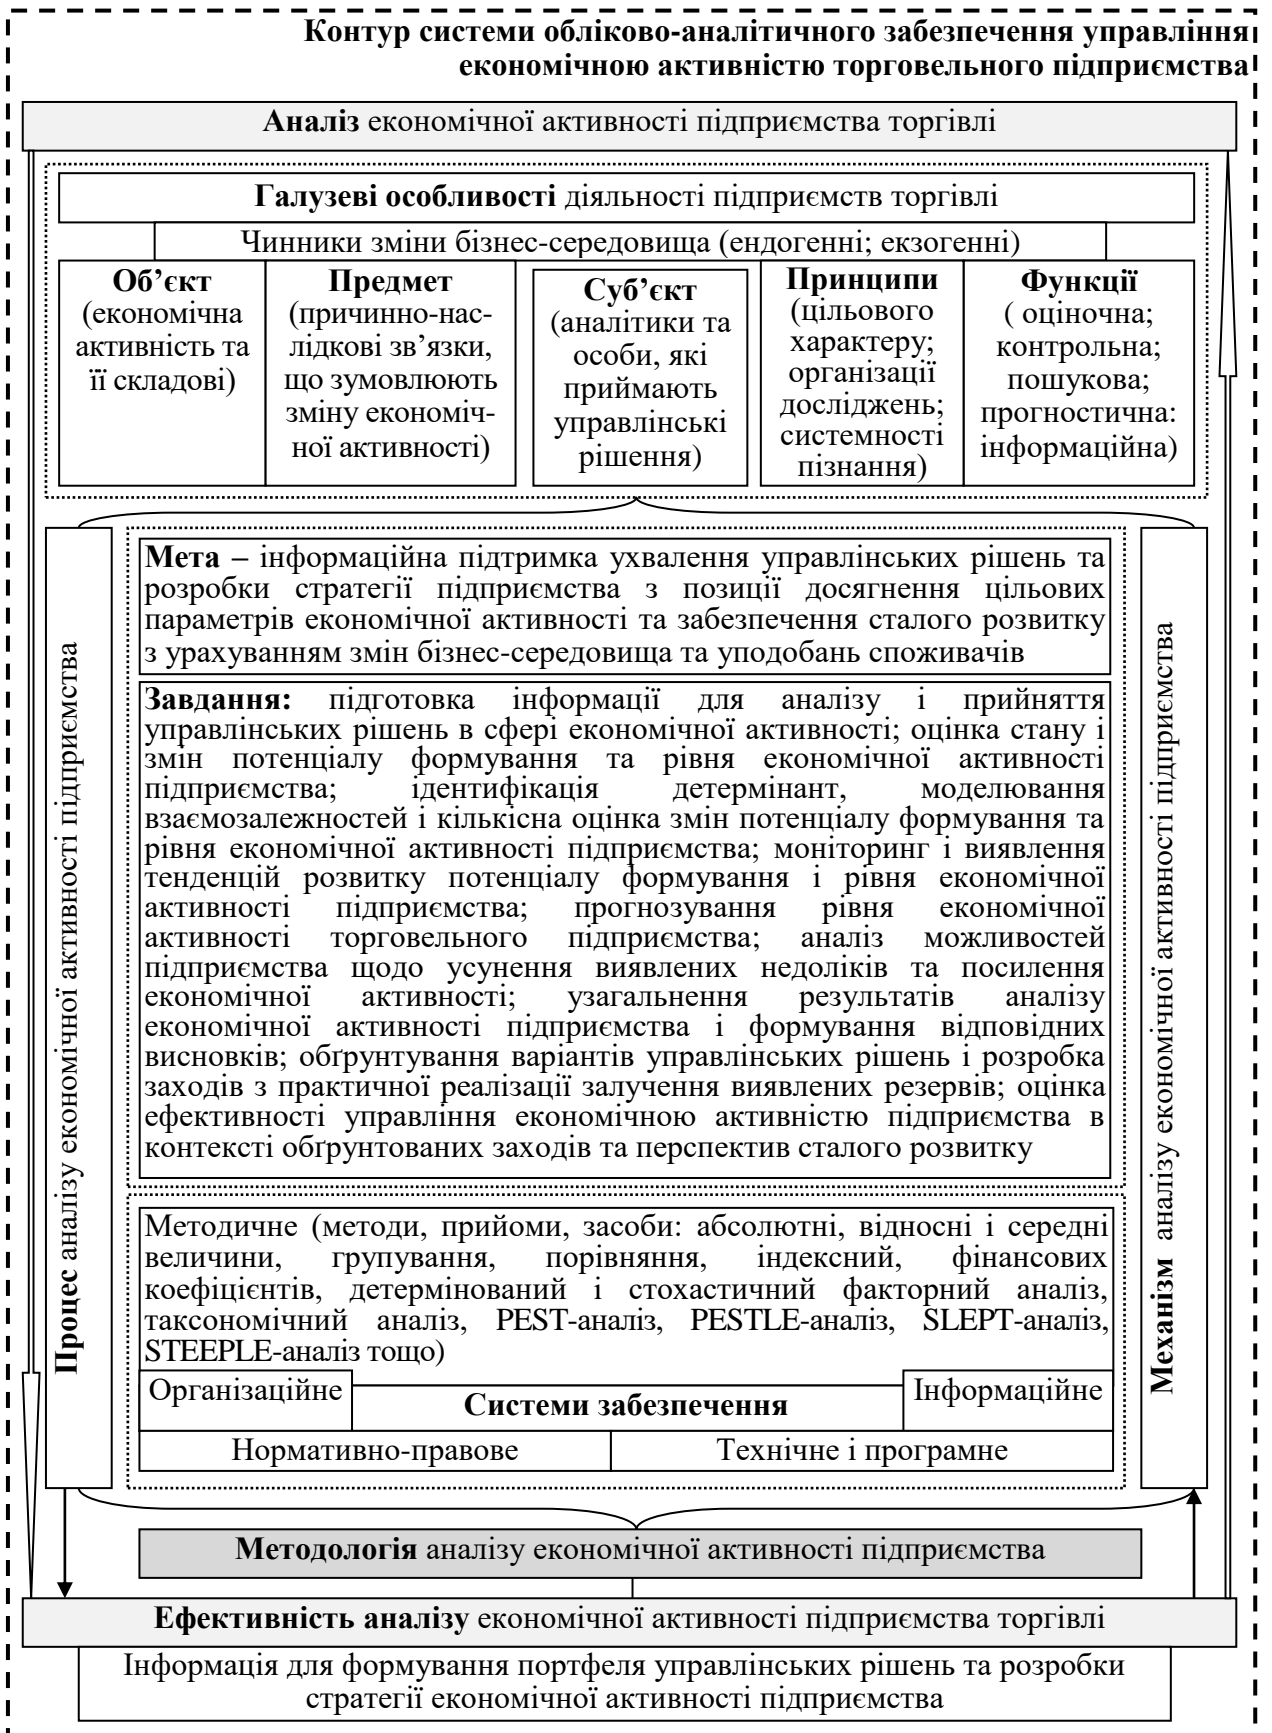 Контур системи обліково-аналітичного забезпечення управління
економічною активністю торговельного підприємства
Аналіз економічної активності підприємства торгівлі
Галузеві особливості діяльності підприємств торгівлі
Чинники зміни бізнес-середовища (ендогенні; екзогенні)
Об’єкт
(економічна
активність та
її складові)
Предмет
(причинно-нас-
лідкові зв’язки,
що зумовлюють
зміну економіч-
ної активності)
Суб’єкт
(аналітики та
особи, які
приймають
управлінські
рішення)
Принципи
(цільового
характеру;
організації
досліджень;
системності
пізнання)
Функції
( оціночна;
контрольна;
пошукова;
прогностична:
інформаційна)
Процес аналізу економічної активності підприємства
Мета – інформаційна підтримка ухвалення управлінських рішень та
розробки стратегії підприємства з позиції досягнення цільових
параметрів економічної активності та забезпечення сталого розвитку
з урахуванням змін бізнес-середовища та уподобань споживачів
Завдання: підготовка інформації для аналізу і прийняття
управлінських рішень в сфері економічної активності; оцінка стану і
змін потенціалу формування та рівня економічної активності
підприємства; ідентифікація детермінант, моделювання
взаємозалежностей і кількісна оцінка змін потенціалу формування та
рівня економічної активності підприємства; моніторинг і виявлення
тенденцій розвитку потенціалу формування і рівня економічної
активності підприємства; прогнозування рівня економічної
активності торговельного підприємства; аналіз можливостей
підприємства щодо усунення виявлених недоліків та посилення
економічної активності; узагальнення результатів аналізу
економічної активності підприємства і формування відповідних
висновків; обґрунтування варіантів управлінських рішень і розробка
заходів з практичної реалізації залучення виявлених резервів; оцінка
ефективності управління економічною активністю підприємства в
контексті обґрунтованих заходів та перспектив сталого розвитку
Механізм аналізу економічної активності підприємства
Методичне (методи, прийоми, засоби: абсолютні, відносні і середні
величини, групування, порівняння, індексний, фінансових
коефіцієнтів, детермінований і стохастичний факторний аналіз,
таксономічний аналіз, PEST-аналіз, PESTLE-аналіз, SLEPT-аналіз,
STEEPLE-аналіз тощо)
Організаційне
Системи забезпечення
Інформаційне
Нормативно-правове
Технічне і програмне
Методологія аналізу економічної активності підприємства
Ефективність аналізу економічної активності підприємства торгівлі
Інформація для формування портфеля управлінських рішень та розробки
стратегії економічної активності підприємства